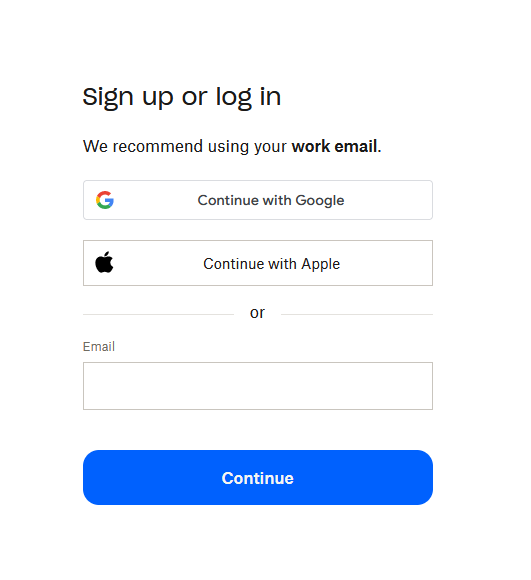 Sign up or log in
We recommend using your work email.
Continue with Google
Continue with Apple
or
Email
Continue